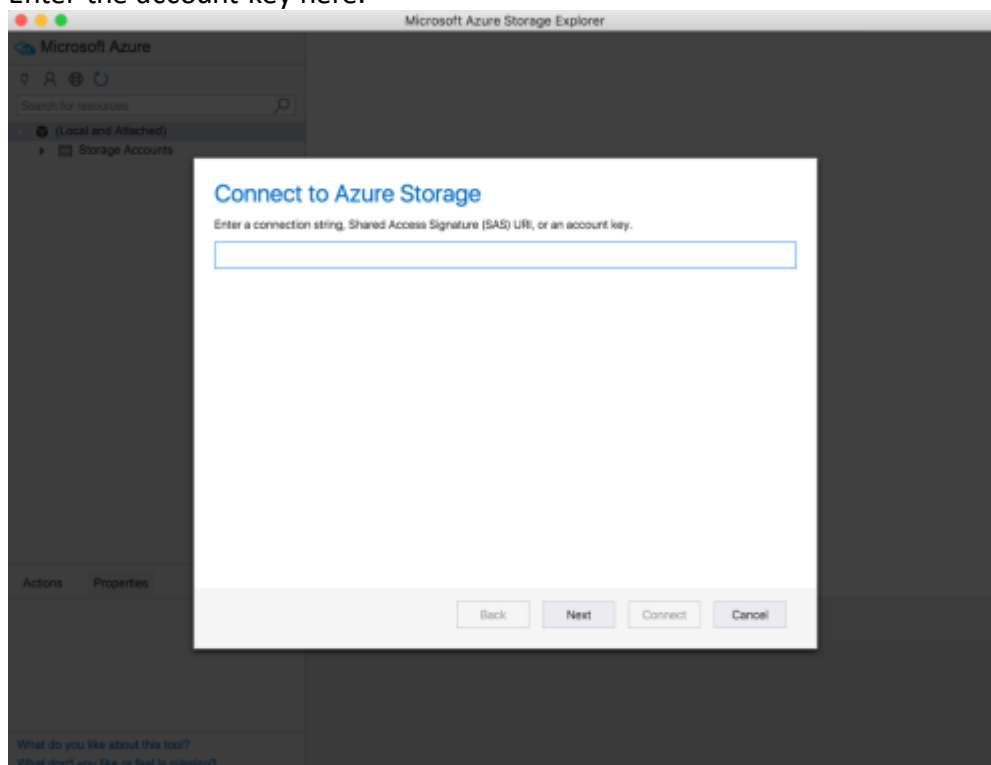 Enter the account key here:
Microsoft Azure Storage Explorer
Microsoft Azure
Search for resources
(Local and Attached)
Storage Accounts
Connect to Azure Storage
Enter a connection string, Shared Access Signature (SAS) URI, or an account key.
Actions Properties
Back Next Connect Cancel
What do you like about this tool?
What don't you like or feel is missing?